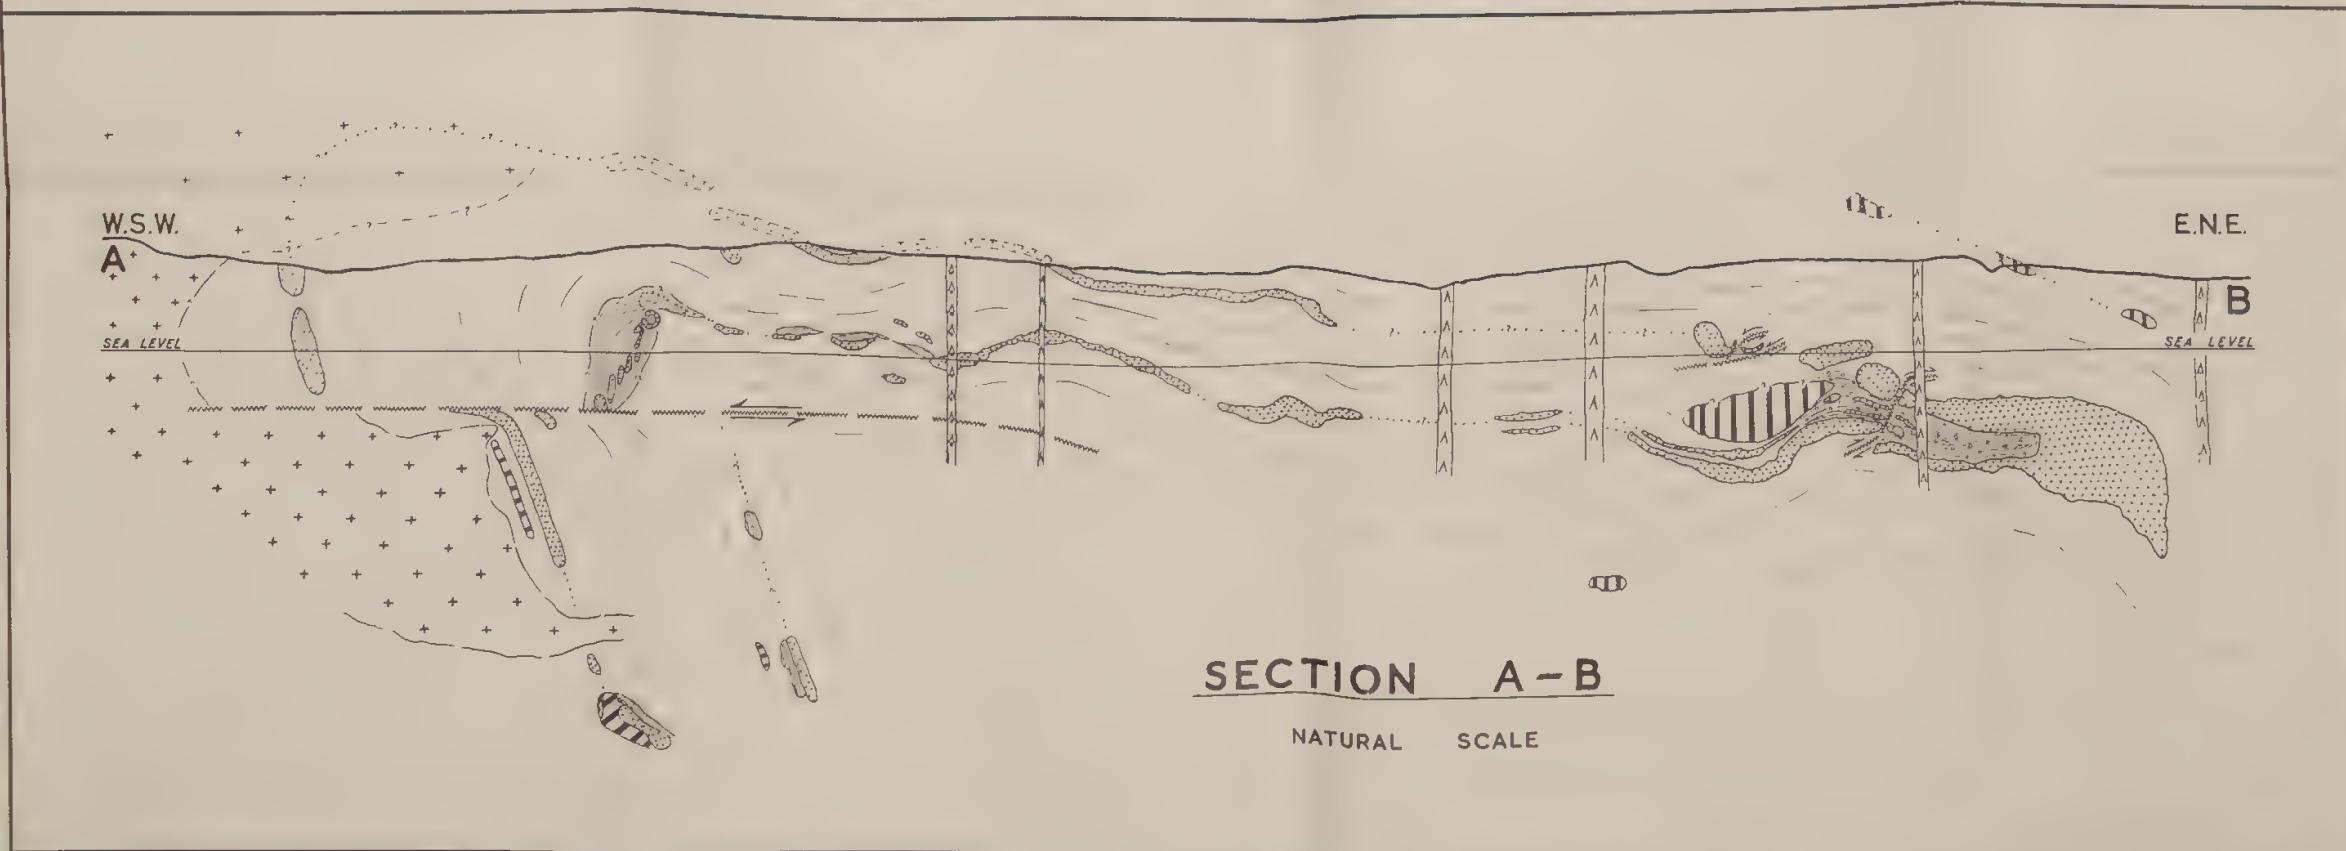 W.S.W.
E.N.E.
A
B
SEA LEVEL
SEA LEVEL
SECTION A – B
NATURAL SCALE